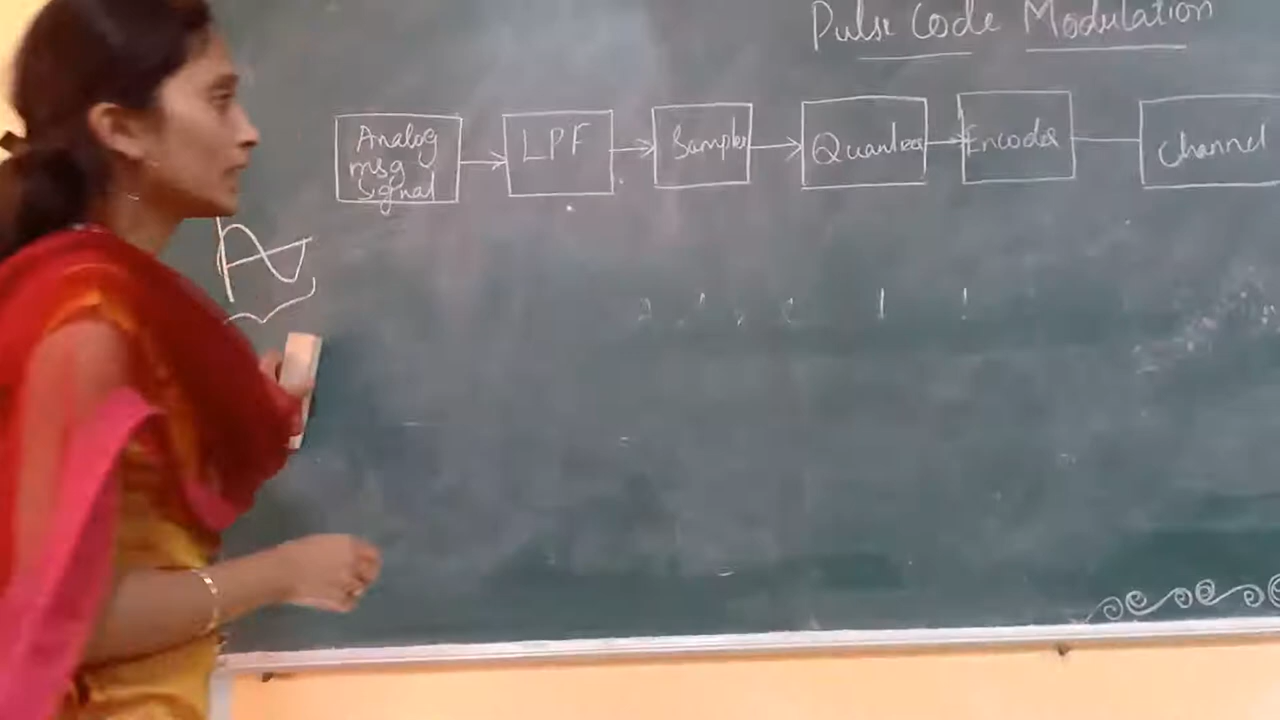 Pulse Code Modulation
Analog
msg
signal
LPF
Sampler
Quantizer
Encoder
Channel